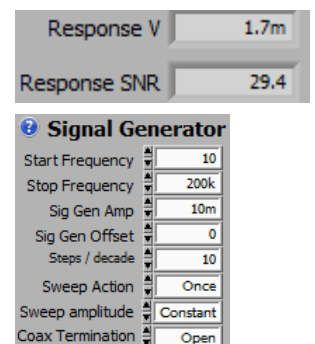 Response V 1.7m
Response SNR 29.4
Signal Generator
Start Frequency 10
Stop Frequency 200k
Sig Gen Amp 10m
Sig Gen Offset 0
Steps / decade 10
Sweep Action Once
Sweep amplitude Constant
Coax Termination Open